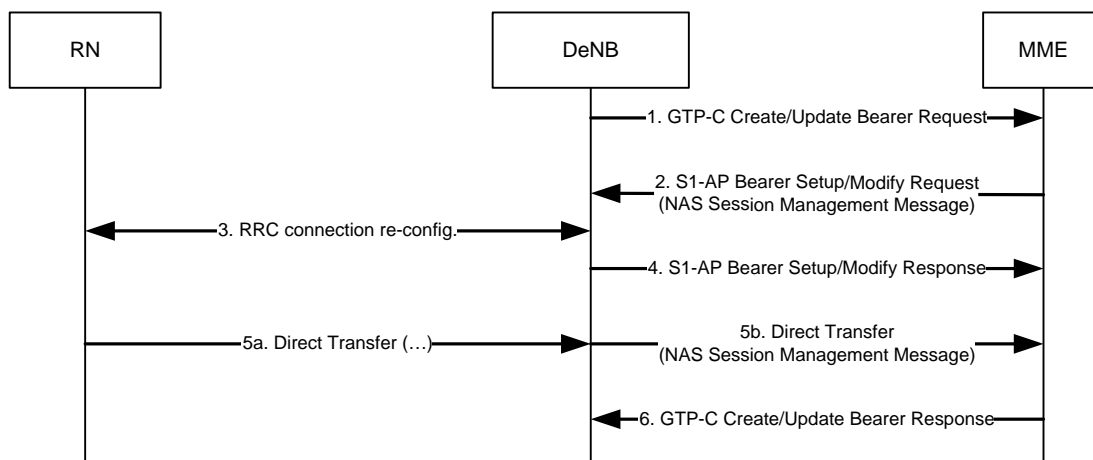 RN
DeNB
MME
1. GTP-C Create/Update Bearer Request
2. S1-AP Bearer Setup/Modify Request
(NAS Session Management Message)
3. RRC connection re-config.
4. S1-AP Bearer Setup/Modify Response
5a. Direct Transfer (…)
5b. Direct Transfer
(NAS Session Management Message)
6. GTP-C Create/Update Bearer Response